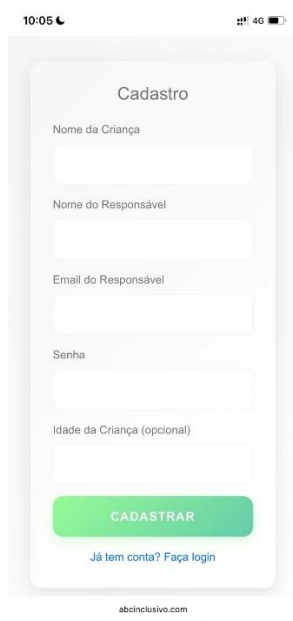 10:05
4G
Cadastro
Nome da Criança
Nome do Responsável
Email do Responsável
Senha
Idade da Criança (opcional)
CADASTRAR
Já tem conta? Faça login
abcinclusivo.com